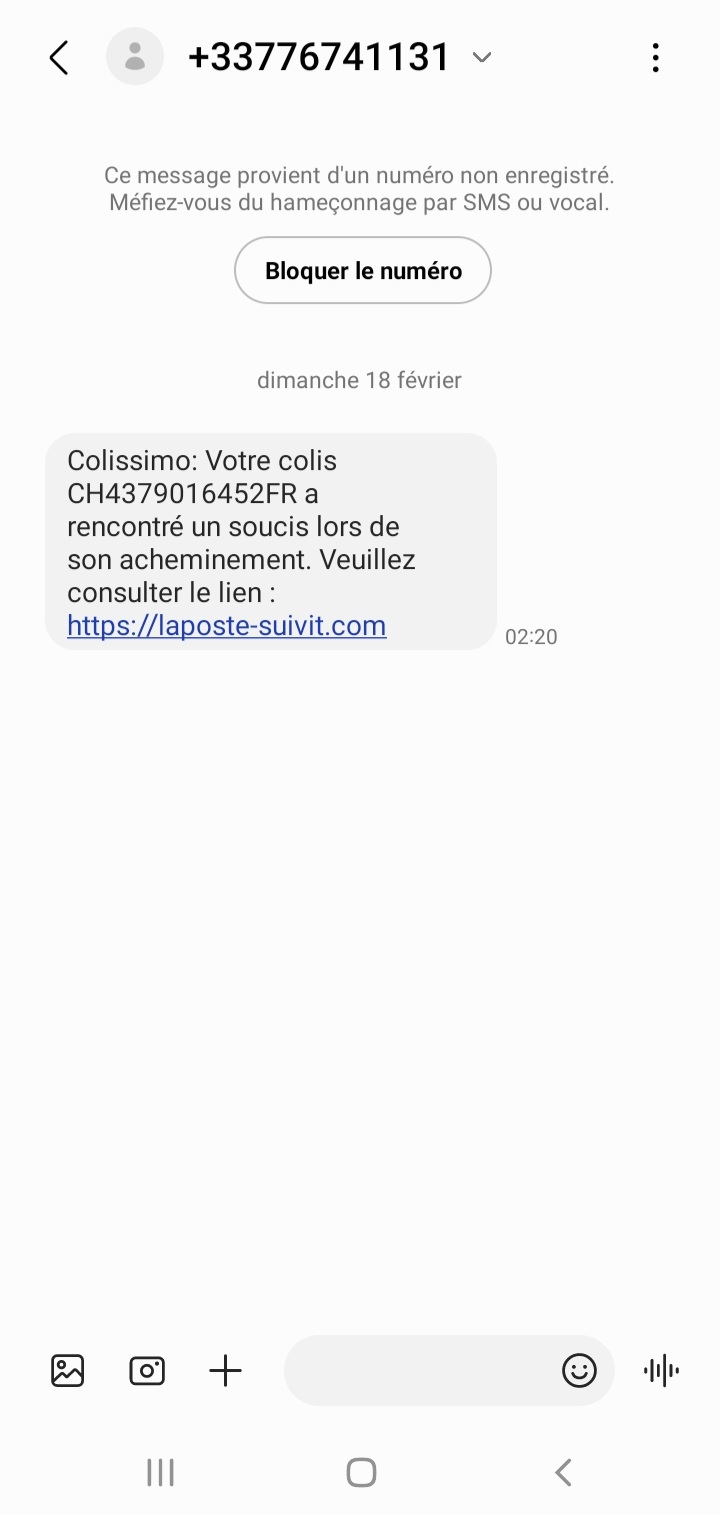 +33776741131
Ce message provient d'un numéro non enregistré.
Méfiez-vous du hameçonnage par SMS ou vocal.
Bloquer le numéro
dimanche 18 février
Colissimo: Votre colis
CH4379016452FR a
rencontré un soucis lors de
son acheminement. Veuillez
consulter le lien :
https://laposte-suivit.com
02:20